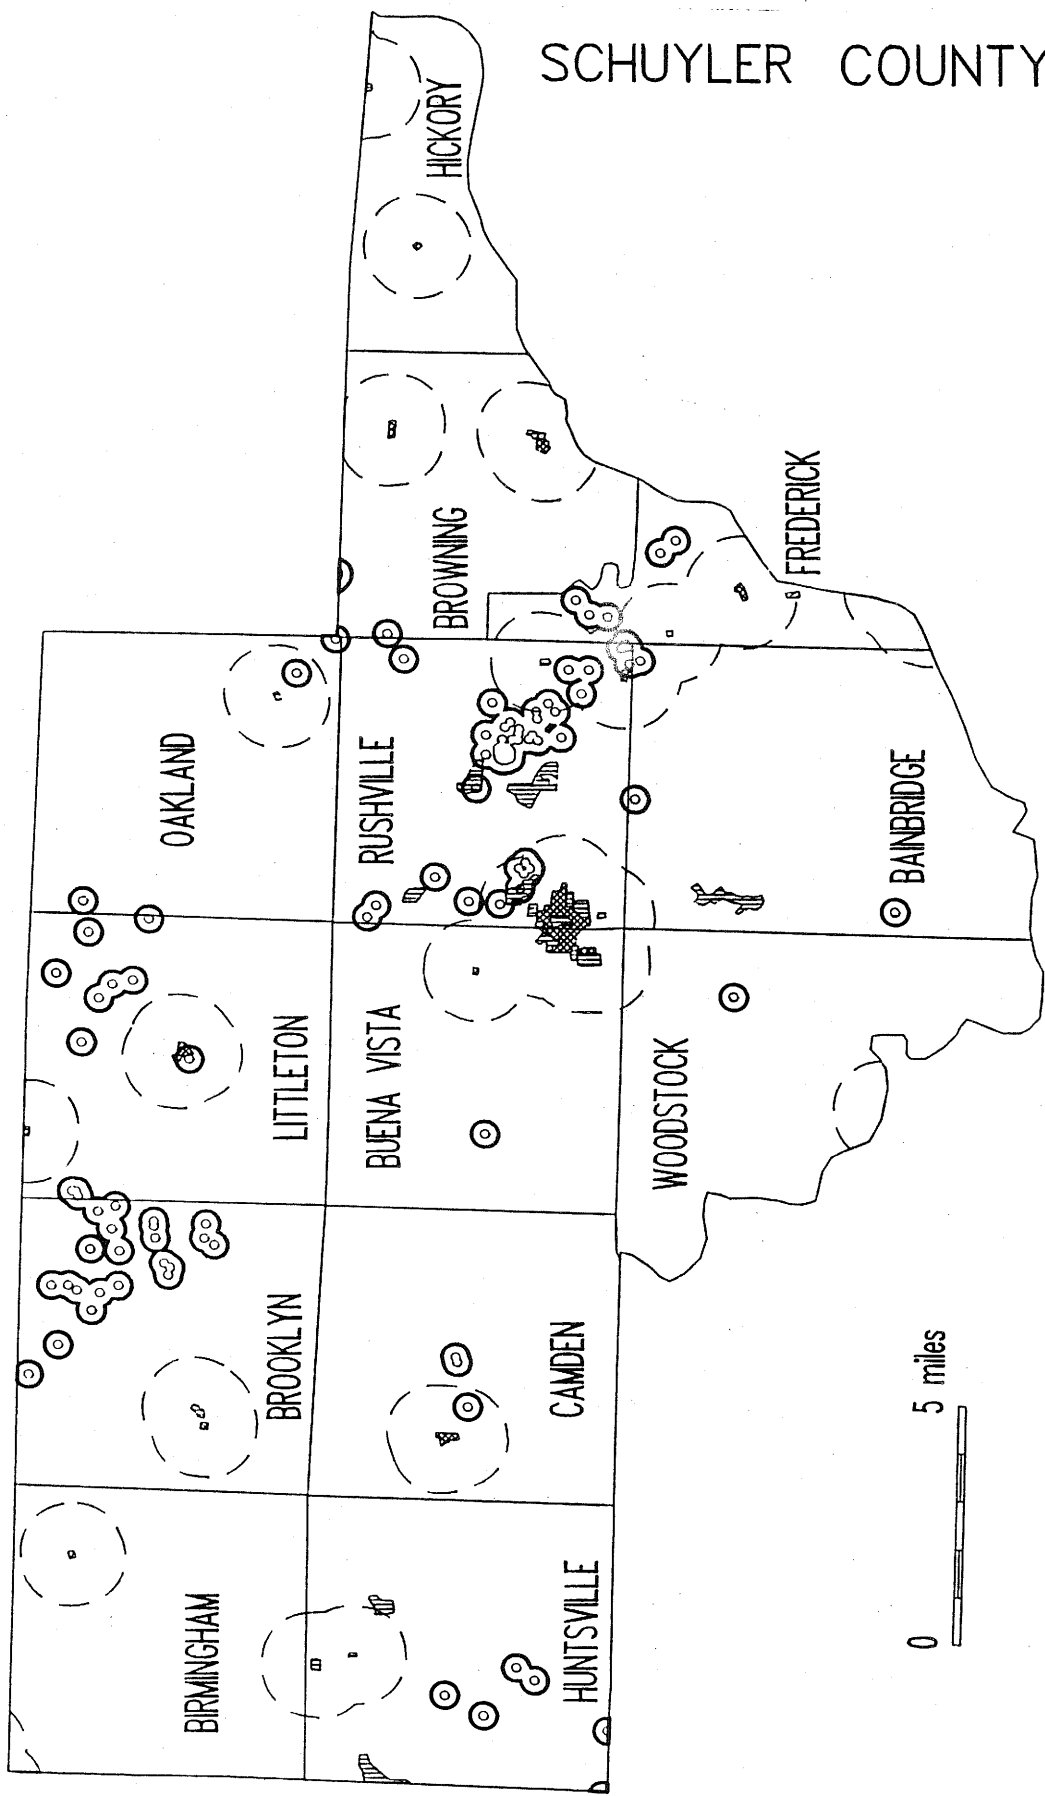 SCHUYLER COUNTY
HICKORY
BROWNING
FREDERICK
OAKLAND
RUSHVILLE
BAINBRIDGE
LITTLETON
BUENA VISTA
WOODSTOCK
BROOKLYN
CAMDEN
BIRMINGHAM
HUNTSVILLE
0 5 miles